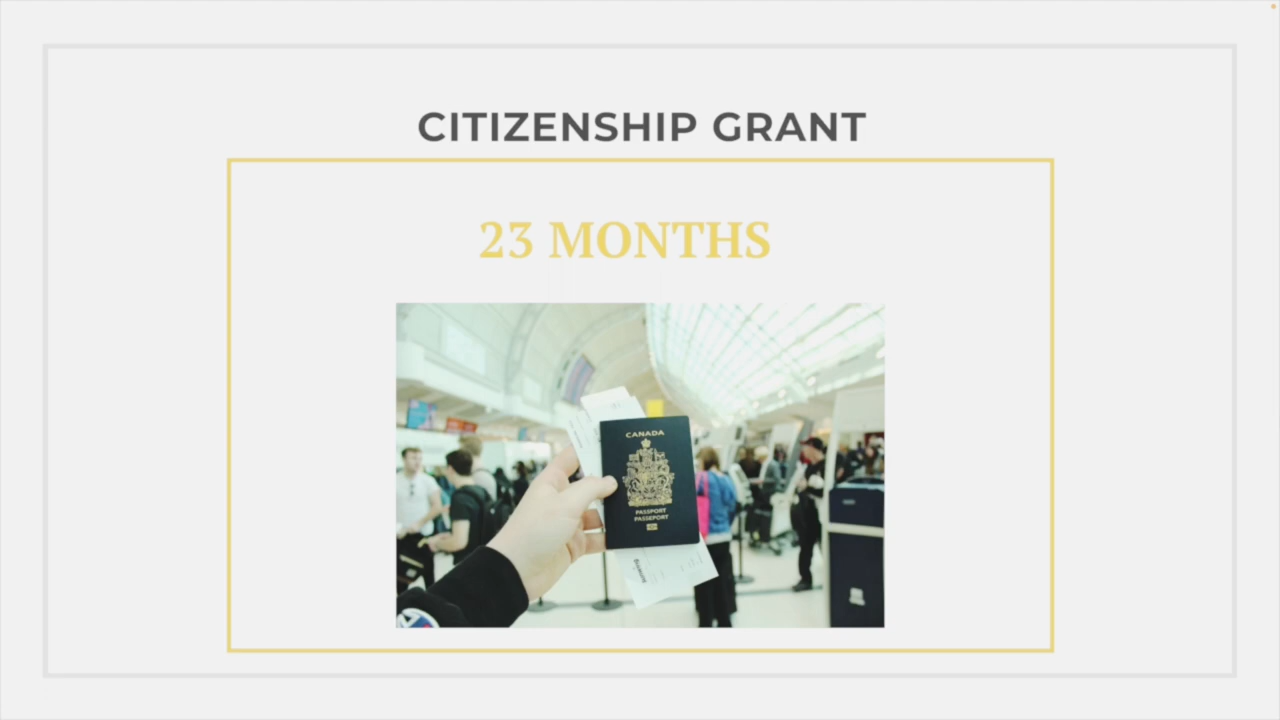 CITIZENSHIP GRANT
23 MONTHS
CANADA
PASSPORT
PASSEPORT